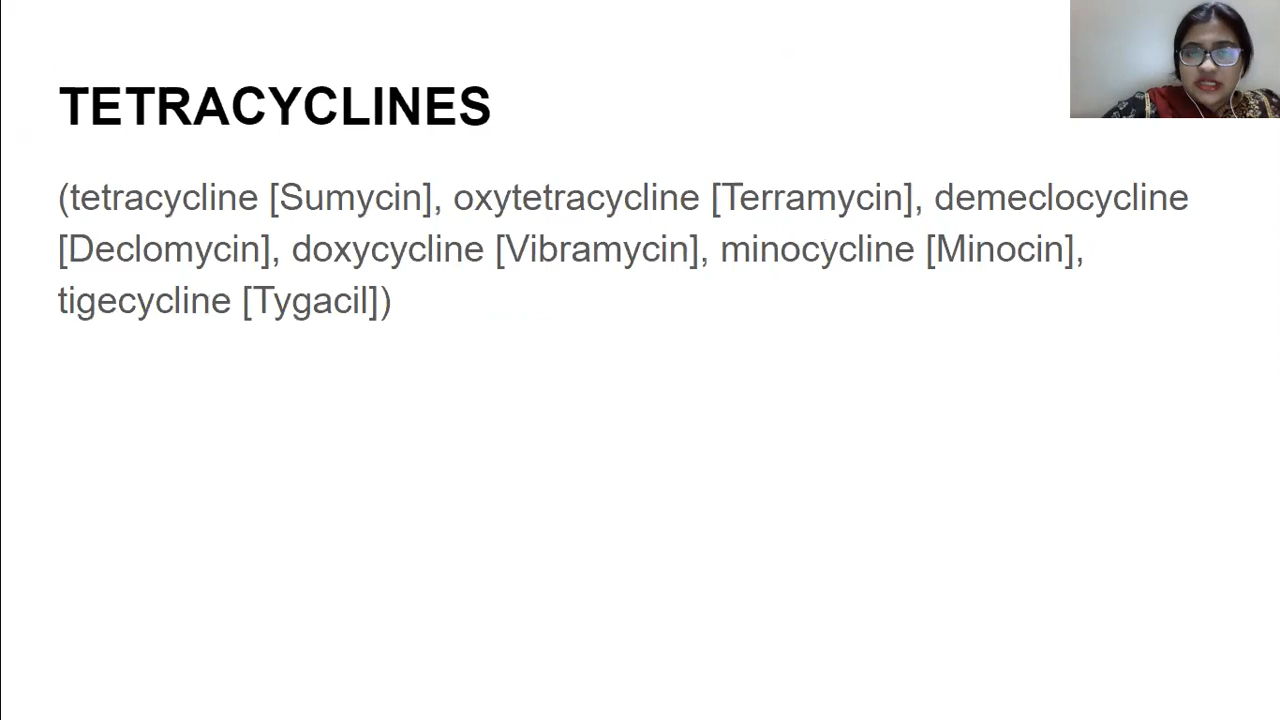 TETRACYCLINES
(tetracycline [Sumycin], oxytetracycline [Terramycin], demeclocycline
[Declomycin], doxycycline [Vibramycin], minocycline [Minocin],
tigecycline [Tygacil])